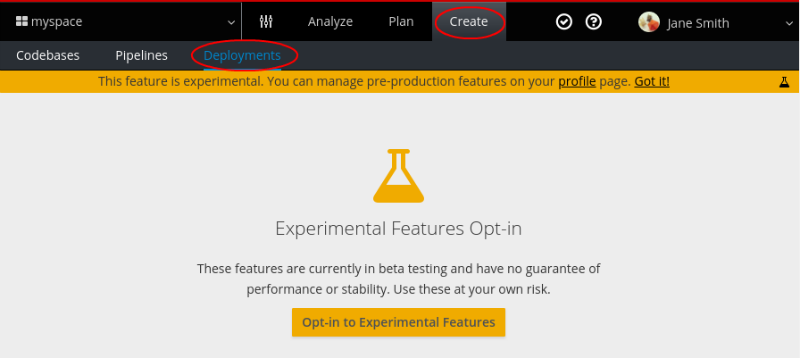 myspace Analyze Plan Create Jane Smith
Codebases Pipelines Deployments
This feature is experimental. You can manage pre-production features on your profile page. Got it!
Experimental Features Opt-in
These features are currently in beta testing and have no guarantee of
performance or stability. Use these at your own risk.
Opt-in to Experimental Features